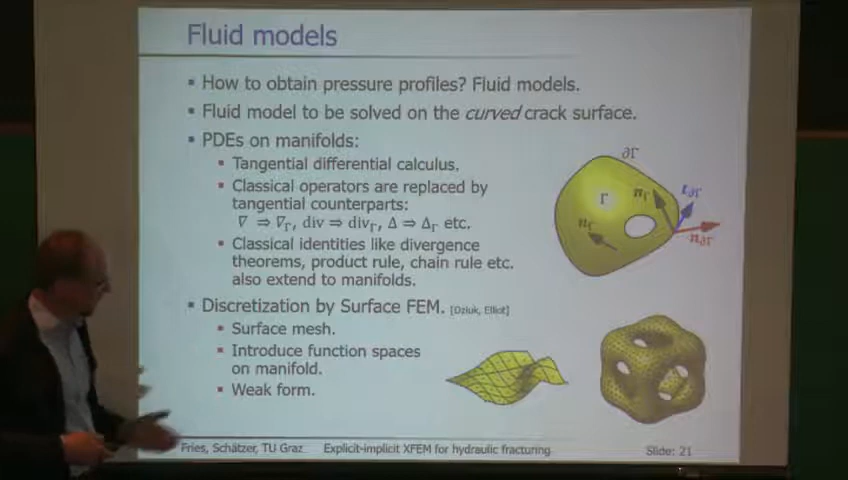 Fluid models
▪ How to obtain pressure profiles? Fluid models.
▪ Fluid model to be solved on the curved crack surface.
▪ PDEs on manifolds:
▪ Tangential differential calculus.
▪ Classical operators are replaced by
tangential counterparts:
∇ ⇒ ∇Γ, div ⇒ divΓ, Δ ⇒ ΔΓ etc.
▪ Classical identities like divergence
theorems, product rule, chain rule etc.
also extend to manifolds.
∂Γ
Γ
nΓ
t∂Γ
nΓ
n∂Γ
▪ Discretization by Surface FEM. [Dziuk, Elliot]
▪ Surface mesh.
▪ Introduce function spaces
on manifold.
▪ Weak form.
Fries, Schätzer, TU Graz Explicit-implicit XFEM for hydraulic fracturing Slide: 21